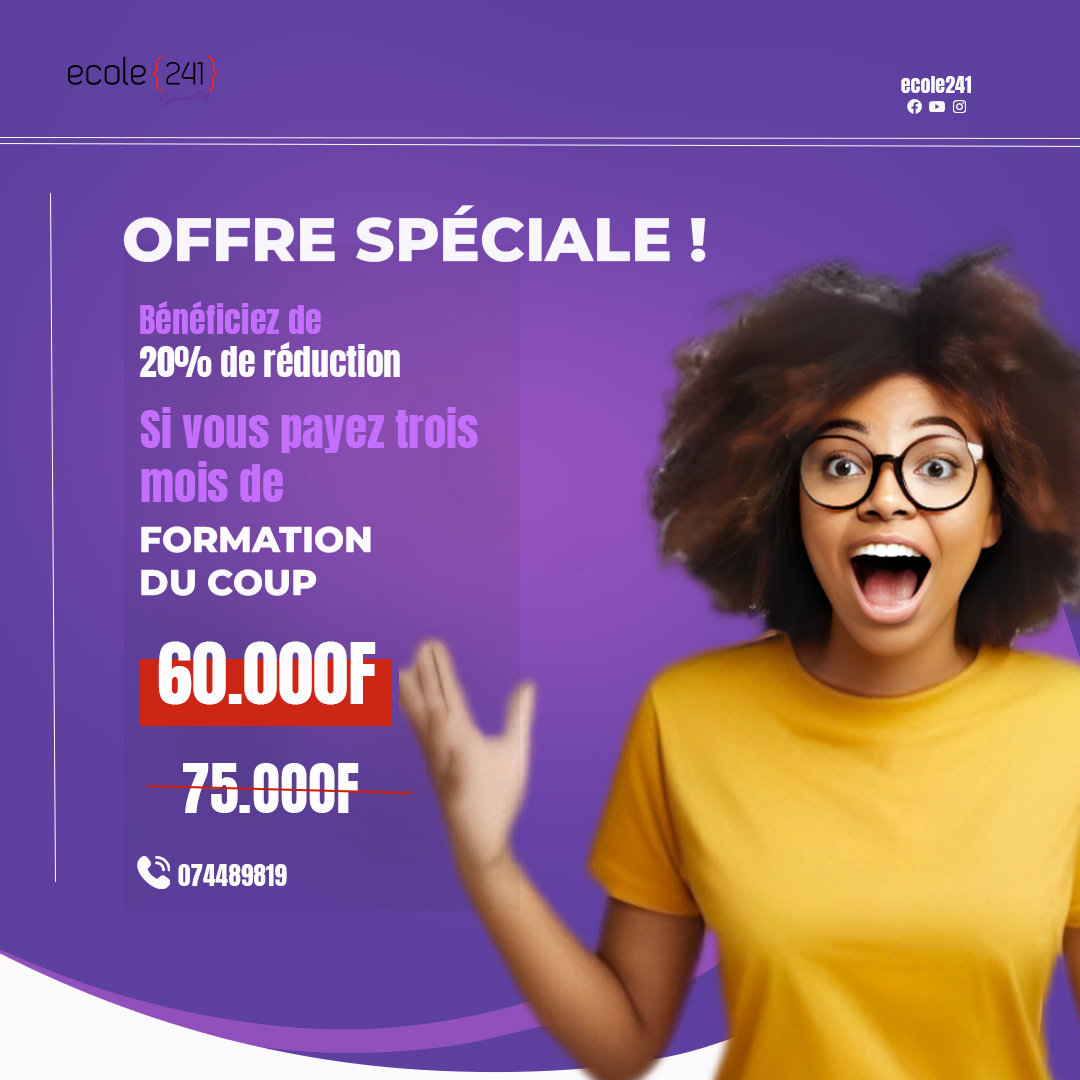 ecole {241}
ecole241
OFFRE SPÉCIALE !
Bénéficiez de
20% de réduction
Si vous payez trois
mois de
FORMATION
DU COUP
60.000F
75.000F
074489819